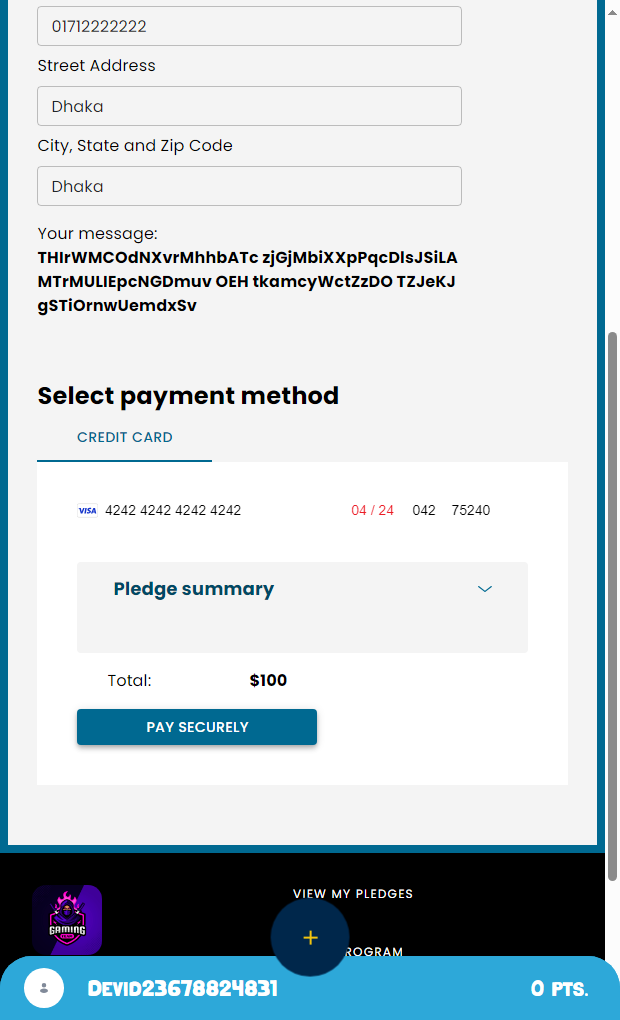 01712222222
Street Address
Dhaka
City, State and Zip Code
Dhaka
Your message:
THIrWMCOdNXvrMhhbATc zjGjMbiXXpPqcDlsJSiLA
MTrMULIEpcNGDmuv OEH tkamcyWctZzDO TZJeKJ
gSTiOrnwUemdxSv
Select payment method
CREDIT CARD
VISA 4242 4242 4242 4242 04 / 24 042 75240
Pledge summary
Total: $100
PAY SECURELY
VIEW MY PLEDGES
GAMING
Devid23678824831 0 PTS.